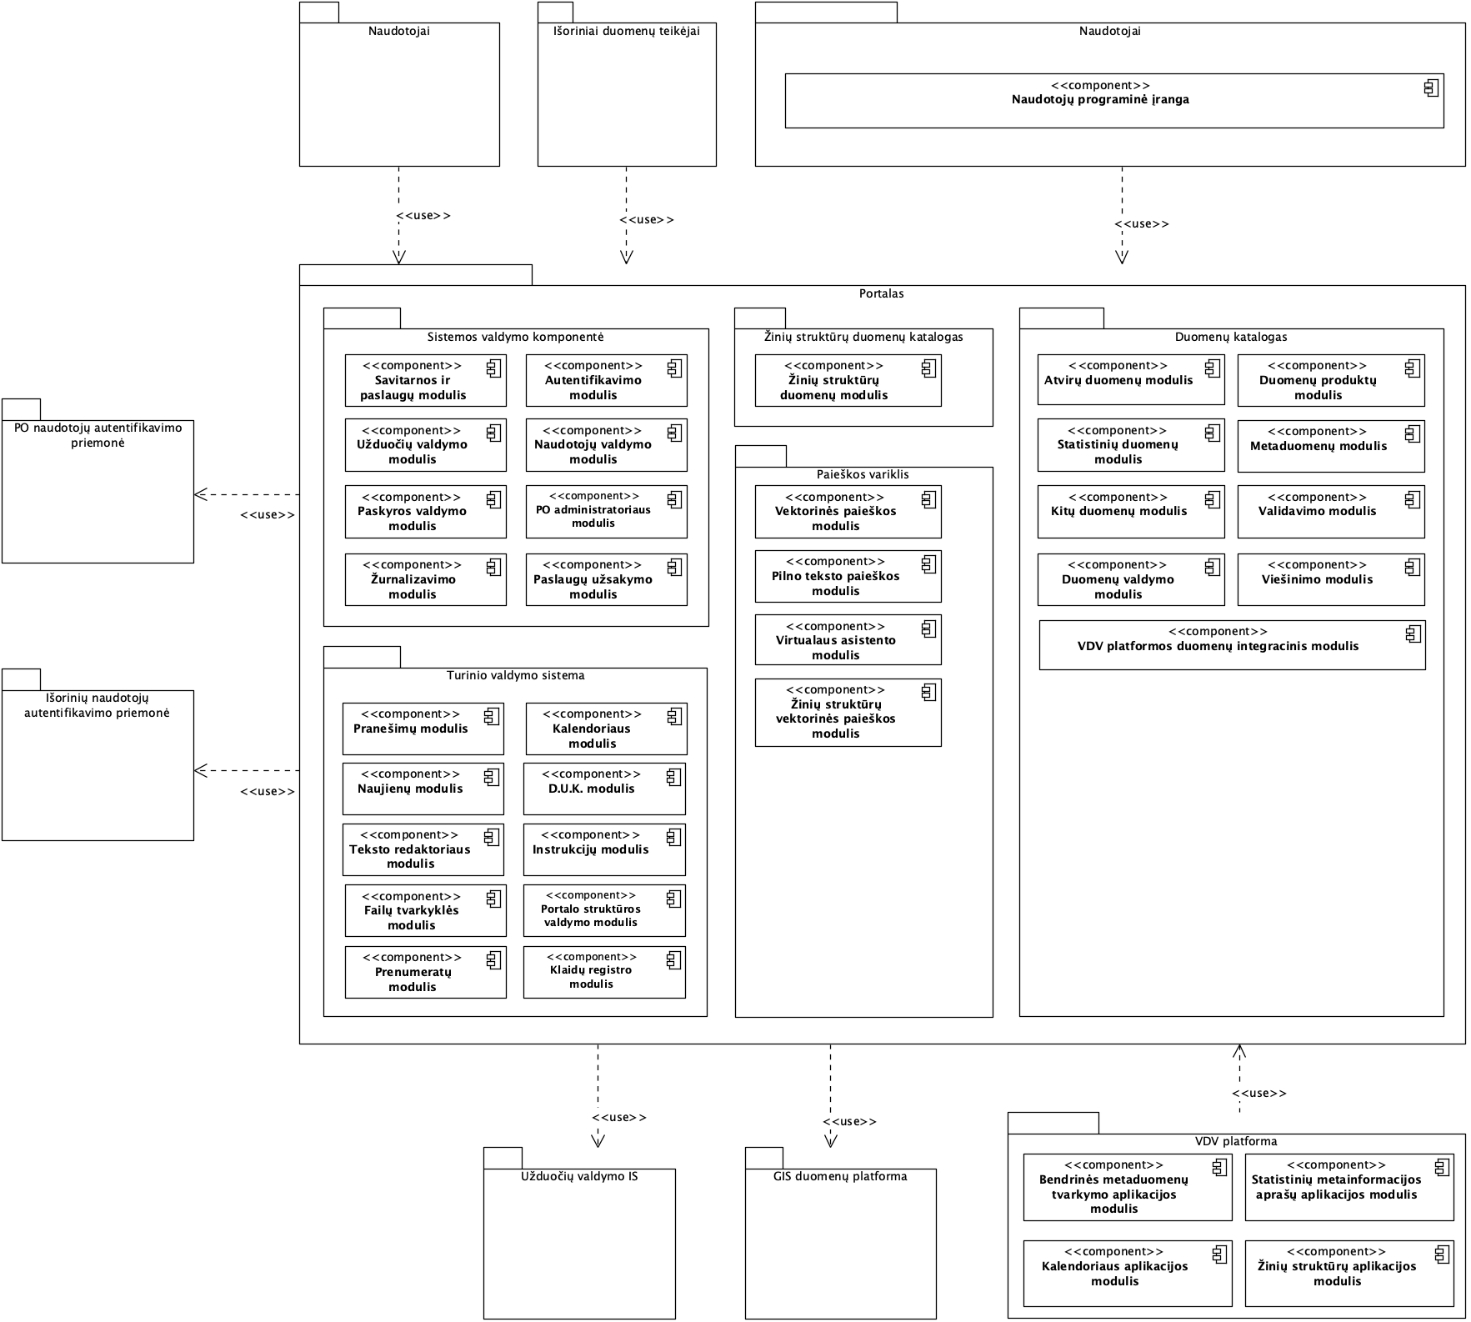 Naudotojai
Išoriniai duomenų teikėjai
Naudotojai
<<component>>
Naudotojų programinė įranga
<<use>>
<<use>>
<<use>>
Portalas
Sistemos valdymo komponentė
<<component>>
Savitarnos ir
paslaugų modulis
<<component>>
Autentifikavimo
modulis
<<component>>
Užduočių valdymo
modulis
<<component>>
Naudotojų valdymo
modulis
<<component>>
Paskyros valdymo
modulis
<<component>>
PO administratoriaus
modulis
<<component>>
Žurnalizavimo
modulis
<<component>>
Paslaugų užsakymo
modulis
Turinio valdymo sistema
<<component>>
Pranešimų modulis
<<component>>
Kalendoriaus
modulis
<<component>>
Naujienų modulis
<<component>>
D.U.K. modulis
<<component>>
Teksto redaktoriaus
modulis
<<component>>
Instrukcijų modulis
<<component>>
Failų tvarkyklės
modulis
<<component>>
Portalo struktūros
valdymo modulis
<<component>>
Prenumeratų
modulis
<<component>>
Klaidų registro
modulis
Žinių struktūrų duomenų katalogas
<<component>>
Žinių struktūrų
duomenų modulis
Paieškos variklis
<<component>>
Vektorinės paieškos
modulis
<<component>>
Pilno teksto paieškos
modulis
<<component>>
Virtualaus asistento
modulis
<<component>>
Žinių struktūrų
vektorinės paieškos
modulis
Duomenų katalogas
<<component>>
Atvirų duomenų modulis
<<component>>
Duomenų produktų
modulis
<<component>>
Statistinių duomenų
modulis
<<component>>
Metaduomenų modulis
<<component>>
Kitų duomenų modulis
<<component>>
Validavimo modulis
<<component>>
Duomenų valdymo
modulis
<<component>>
Viešinimo modulis
<<component>>
VDV platformos duomenų integracinis modulis
PO naudotojų autentifikavimo
priemonė
<<use>>
Išorinių naudotojų
autentifikavimo priemonė
<<use>>
<<use>>
<<use>>
<<use>>
Užduočių valdymo IS
GIS duomenų platforma
VDV platforma
<<component>>
Bendrinės metaduomenų
tvarkymo aplikacijos
modulis
<<component>>
Statistinių metainformacijos
aprašų aplikacijos modulis
<<component>>
Kalendoriaus aplikacijos
modulis
<<component>>
Žinių struktūrų aplikacijos
modulis